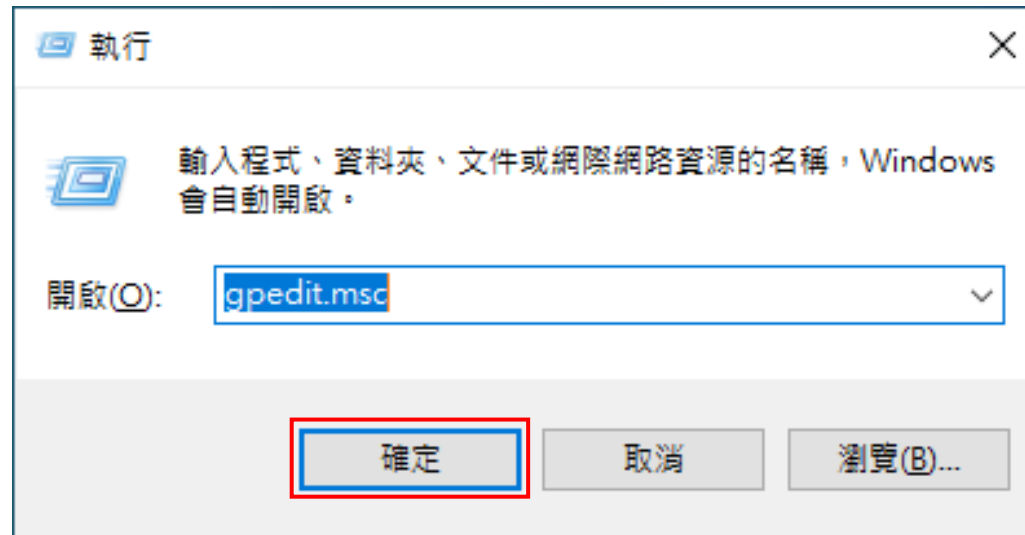 執行
輸入程式、資料夾、文件或網際網路資源的名稱，Windows
會自動開啟。
開啟(O):
gpedit.msc
確定
取消
瀏覽(B)...